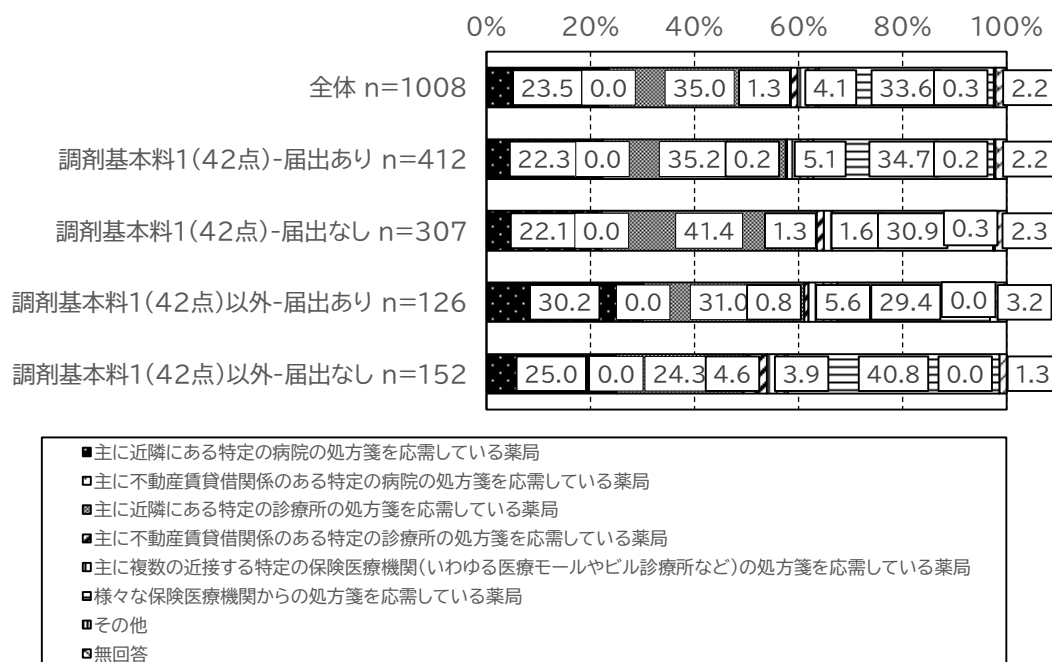 0% 20% 40% 60% 80% 100%
全体 n=1008 23.5 0.0 35.0 1.3 4.1 33.6 0.3 2.2
調剤基本料1(42点)-届出あり n=412 22.3 0.0 35.2 0.2 5.1 34.7 0.2 2.2
調剤基本料1(42点)-届出なし n=307 22.1 0.0 41.4 1.3 1.6 30.9 0.3 2.3
調剤基本料1(42点)以外-届出あり n=126 30.2 0.0 31.0 0.8 5.6 29.4 0.0 3.2
調剤基本料1(42点)以外-届出なし n=152 25.0 0.0 24.3 4.6 3.9 40.8 0.0 1.3
主に近隣にある特定の病院の処方箋を応需している薬局
主に不動産賃貸借関係のある特定の病院の処方箋を応需している薬局
主に近隣にある特定の診療所の処方箋を応需している薬局
主に不動産賃貸借関係のある特定の診療所の処方箋を応需している薬局
主に複数の近接する特定の保険医療機関(いわゆる医療モールやビル診療所など)の処方箋を応需している薬局
様々な保険医療機関からの処方箋を応需している薬局
その他
無回答